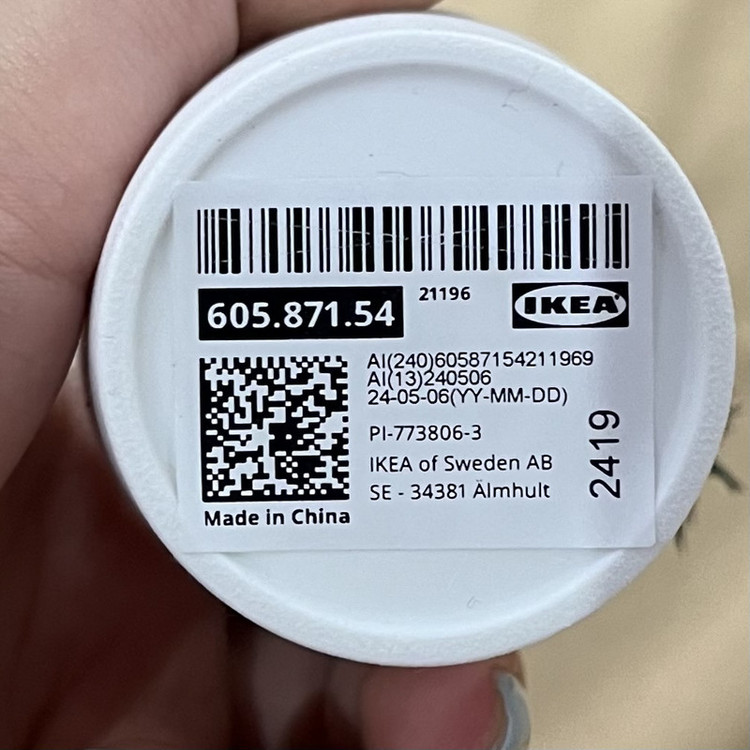 605.871.54
21196
IKEA
AI(240)60587154211969
AI(13)240506
24-05-06(YY-MM-DD)
PI-773806-3
IKEA of Sweden AB
SE - 34381 Älmhult
2419
Made in China